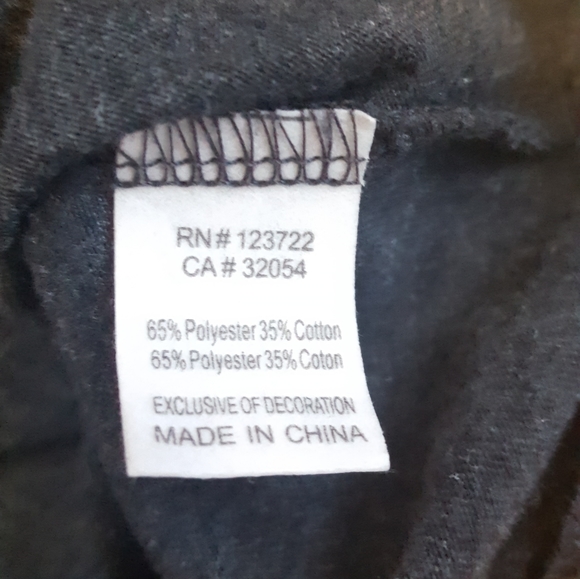 RN# 123722
CA# 32054
65% Polyester 35% Cotton
65% Polyester 35% Coton
EXCLUSIVE OF DECORATION
MADE IN CHINA